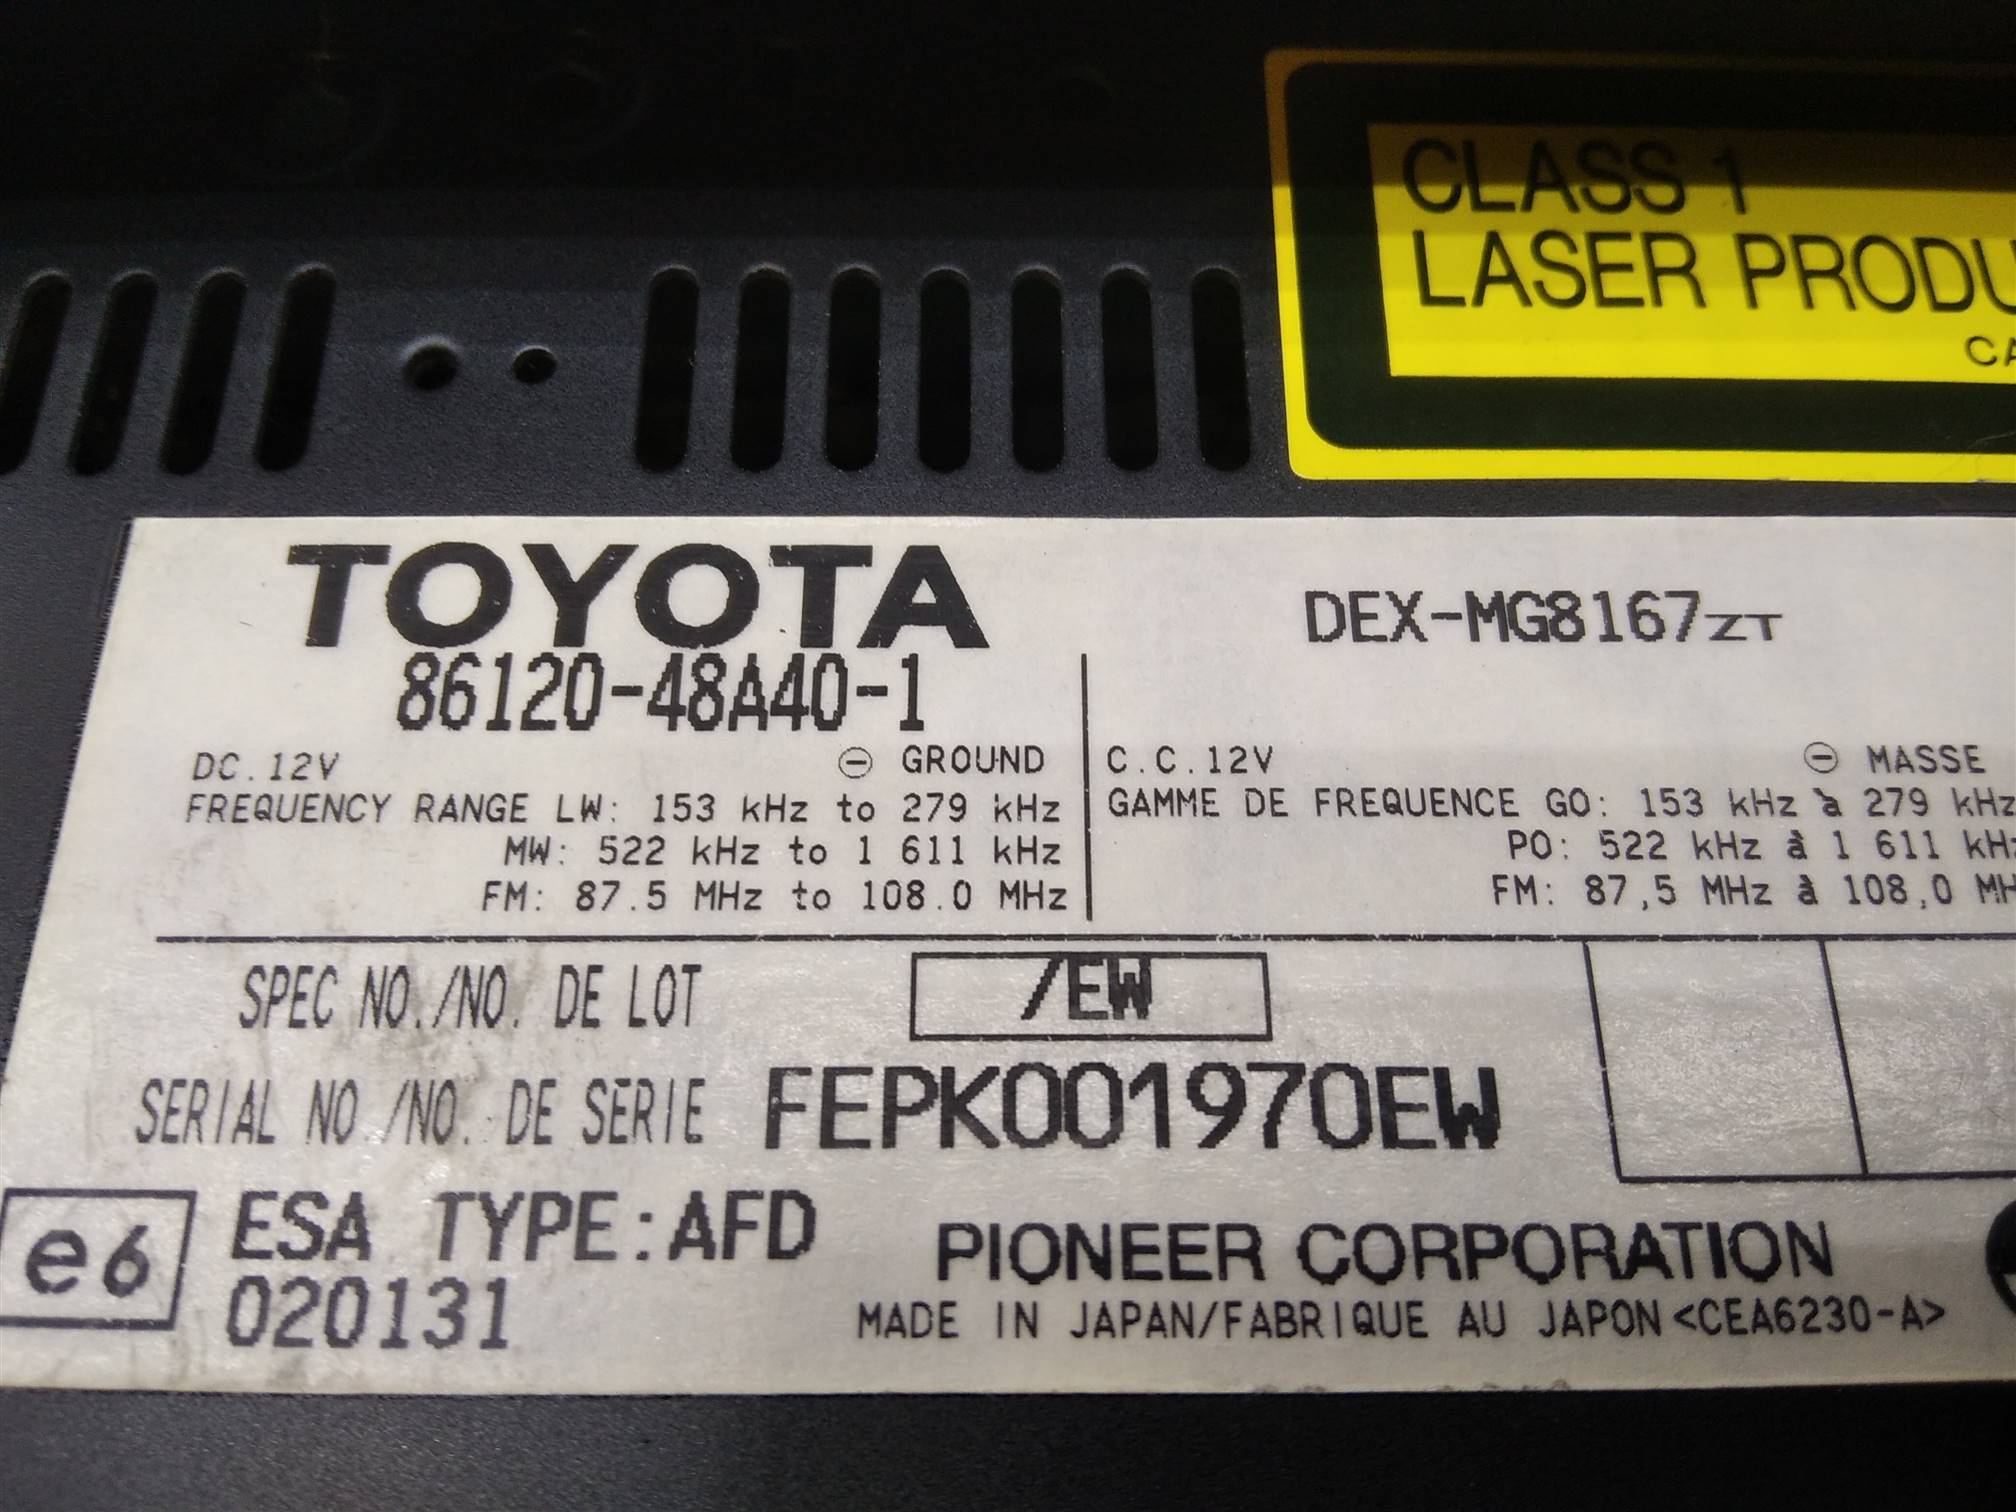 CLASS 1
LASER PRODU
CA
TOYOTA
86120-48A40-1
DEX-MG8167ZT
DC.12V ⊖ GROUND
FREQUENCY RANGE LW: 153 kHz to 279 kHz
MW: 522 kHz to 1 611 kHz
FM: 87.5 MHz to 108.0 MHz
C.C.12V ⊖ MASSE
GAMME DE FREQUENCE GO: 153 kHz à 279 kHz
PO: 522 kHz à 1 611 kHz
FM: 87,5 MHz à 108,0 MH
SPEC NO./NO. DE LOT /EW
SERIAL NO./NO. DE SERIE FEPK001970EW
e6 ESA TYPE:AFD
020131
PIONEER CORPORATION
MADE IN JAPAN/FABRIQUE AU JAPON <CEA6230-A>